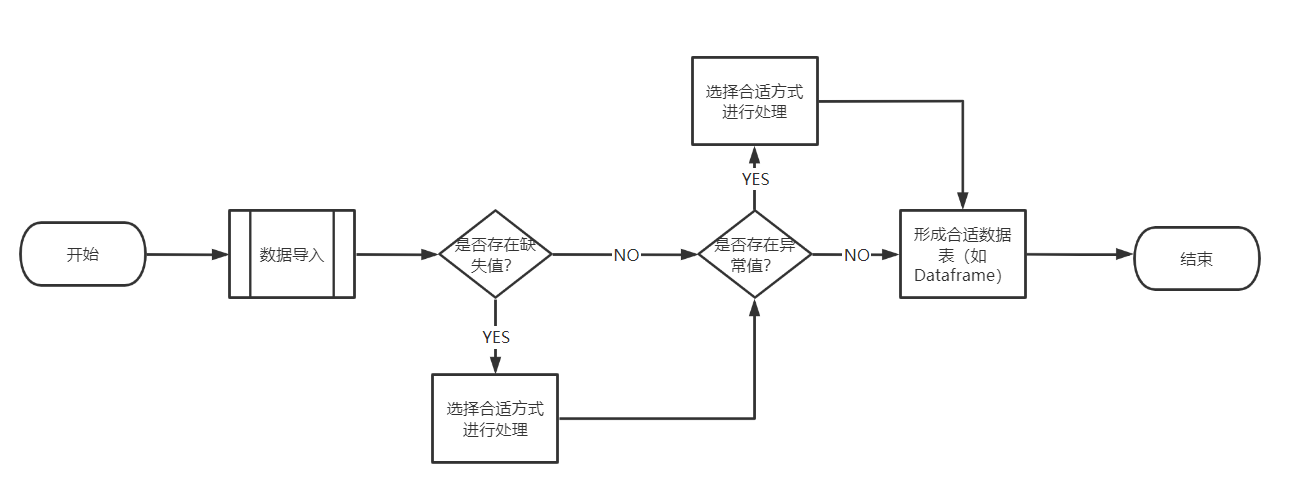 开始
数据导入
是否存在缺
失值？
NO
YES
选择合适方式
进行处理
是否存在异
常值？
YES
选择合适方式
进行处理
NO
形成合适数据
表（如
Dataframe）
结束